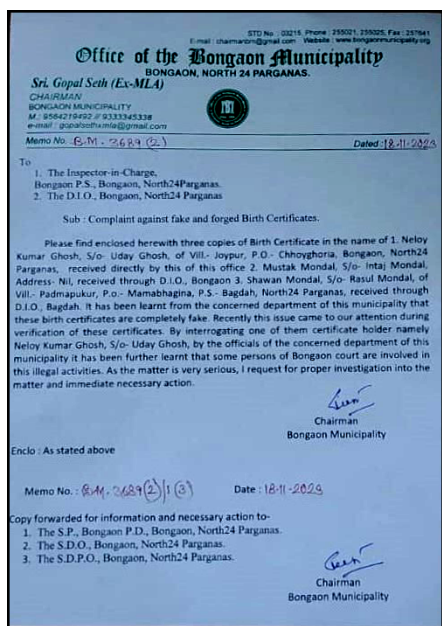 STD No : 03215, Phone : 255021, 255025, Fax : 257641
E-mail : chairmanbm@gmail.com Website : www.bongaonmunicipality.org
Office of the Bongaon Municipality
BONGAON, NORTH 24 PARGANAS.
Sri. Gopal Seth (Ex-MLA)
CHAIRMAN
BONGAON MUNICIPALITY
M.: 9564219492 // 9333345338
e-mail : gopalsethxmla@gmail.com
Memo No. B.M - 3689 (2)
Dated :18-11-2023
To
1. The Inspector-in-Charge,
Bongaon P.S., Bongaon, North24Parganas.
2. The D.I.O., Bongaon, North24 Parganas
Sub : Complaint against fake and forged Birth Certificates.
Please find enclosed herewith three copies of Birth Certificate in the name of 1. Neloy
Kumar Ghosh, S/o- Uday Ghosh, of Vill.- Joypur, P.O.- Chhoyghoria, Bongaon, North24
Parganas, received directly by this of this office 2. Mustak Mondal, S/o- Intaj Mondal,
Address- Nil, received through D.I.O., Bongaon 3. Shawan Mondal, S/o- Rasul Mondal, of
Vill.- Padmapukur, P.o.- Mamabhagina, P.S.- Bagdah, North24 Parganas, received through
D.I.O., Bagdah. It has been learnt from the concerned department of this municipality that
these birth certificates are completely fake. Recently this issue came to our attention during
verification of these certificates. By interrogating one of them certificate holder namely
Neloy Kumar Ghosh, S/o- Uday Ghosh, by the officials of the concerned department of this
municipality it has been further learnt that some persons of Bongaon court are involved in
this illegal activities. As the matter is very serious, I request for proper investigation into the
matter and immediate necessary action.
Chairman
Bongaon Municipality
Enclo : As stated above
Memo No. : B.M - 3689(2)/1(3)
Date : 18-11-2023
Copy forwarded for information and necessary action to-
1. The S.P., Bongaon P.D., Bongaon, North24 Parganas.
2. The S.D.O., Bongaon, North24 Parganas.
3. The S.D.P.O., Bongaon, North24 Parganas.
Chairman
Bongaon Municipality